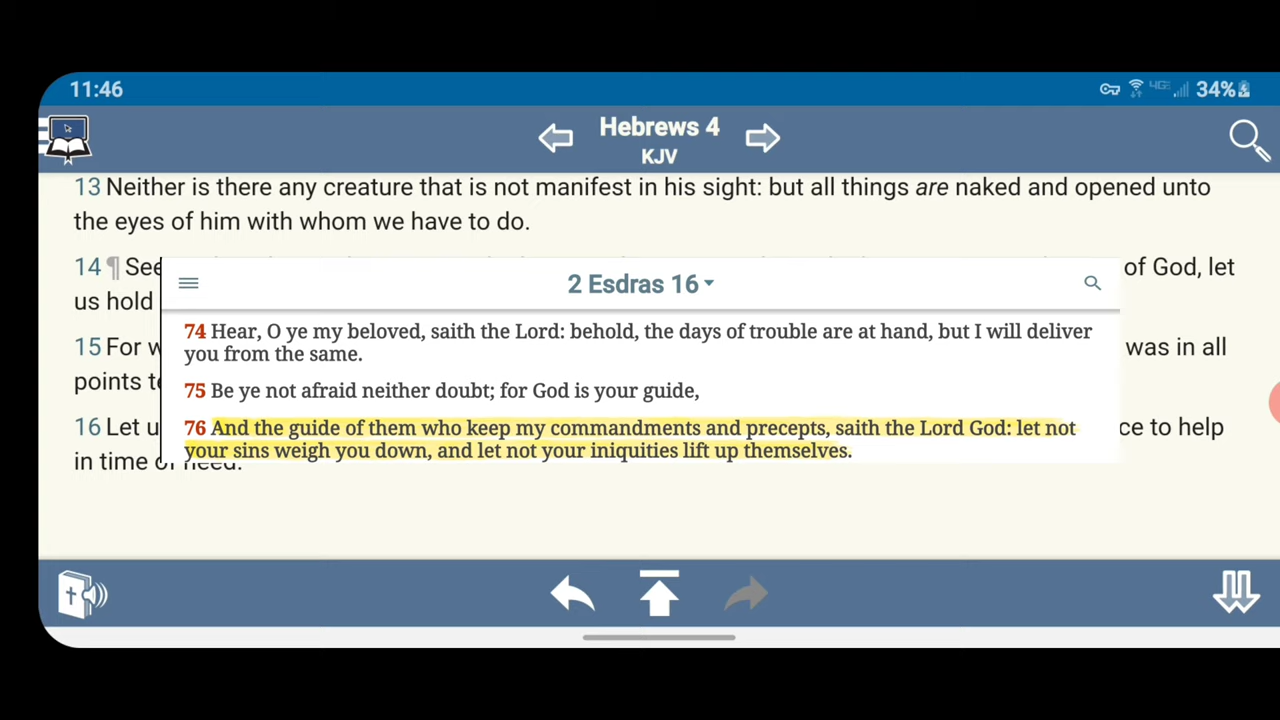 11:46
4GE 34%
Hebrews 4
KJV
13 Neither is there any creature that is not manifest in his sight: but all things are naked and opened unto
the eyes of him with whom we have to do.
14 ¶ See of God, let
us hold
15 For w was in all
points te
16 Let u ce to help
in time of need.
2 Esdras 16
74 Hear, O ye my beloved, saith the Lord: behold, the days of trouble are at hand, but I will deliver
you from the same.
75 Be ye not afraid neither doubt; for God is your guide,
76 And the guide of them who keep my commandments and precepts, saith the Lord God: let not
your sins weigh you down, and let not your iniquities lift up themselves.